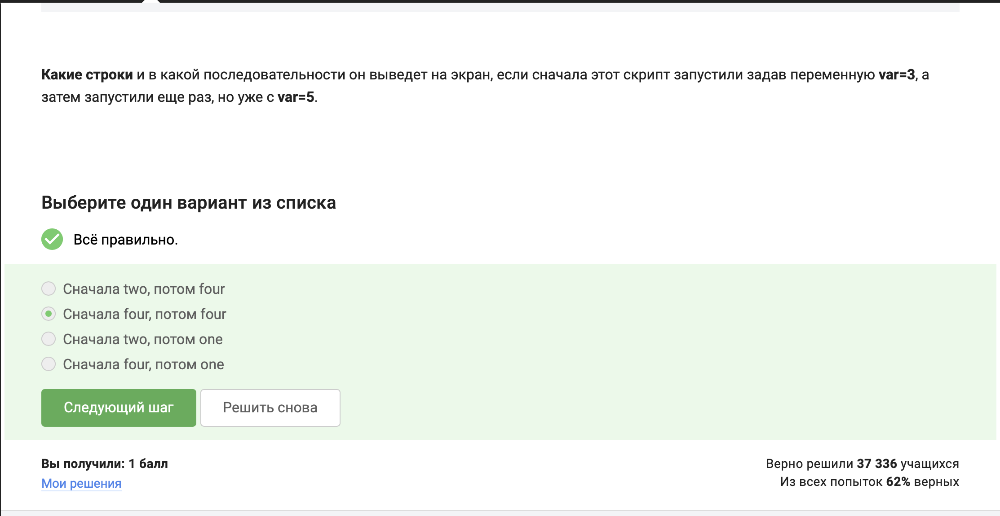 Какие строки и в какой последовательности он выведет на экран, если сначала этот скрипт запустили задав переменную var=3, а
затем запустили еще раз, но уже с var=5.
Выберите один вариант из списка
Всё правильно.
Сначала two, потом four
Сначала four, потом four
Сначала two, потом one
Сначала four, потом one
Следующий шаг
Решить снова
Вы получили: 1 балл
Мои решения
Верно решили 37 336 учащихся
Из всех попыток 62% верных